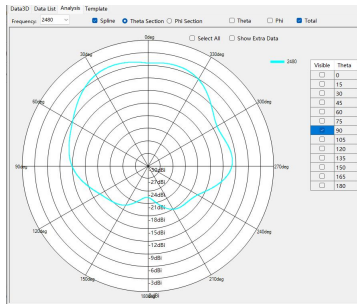 Data3D Data List Analysis Template
Frequency: 2480 Spline Theta Section Phi Section Theta Phi Total
Select All Show Extra Data
2480
0deg
30deg
330deg
60deg
300deg
90deg
270deg
120deg
240deg
150deg
210deg
-30dBi
-27dBi
-24dBi
-21dBi
-18dBi
-15dBi
-12dBi
-9dBi
-6dBi
-3dBi
Visible Theta
0
15
30
45
60
75
90
105
120
135
150
165
180